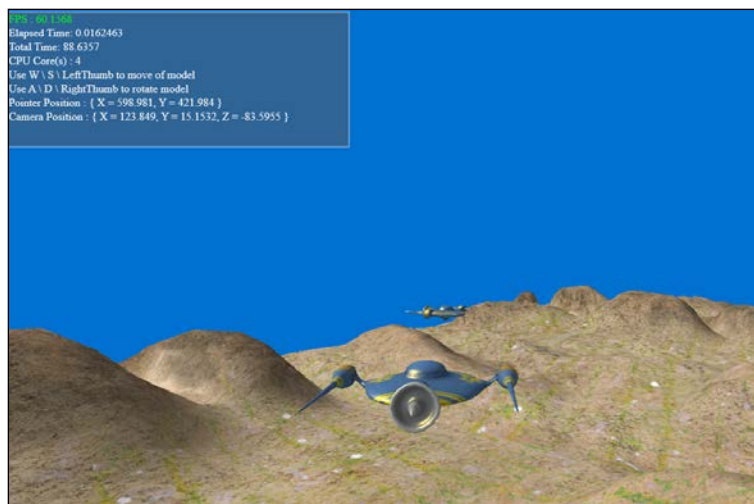 FPS : 60.1568
Elapsed Time: 0.0162463
Total Time: 88.6357
CPU Core(s) : 4
Use W \ S \ LeftThumb to move of model
Use A \ D \ RightThumb to rotate model
Pointer Position : { X = 598.981, Y = 421.984 }
Camera Position : { X = 123.849, Y = 15.1532, Z = -83.5955 }